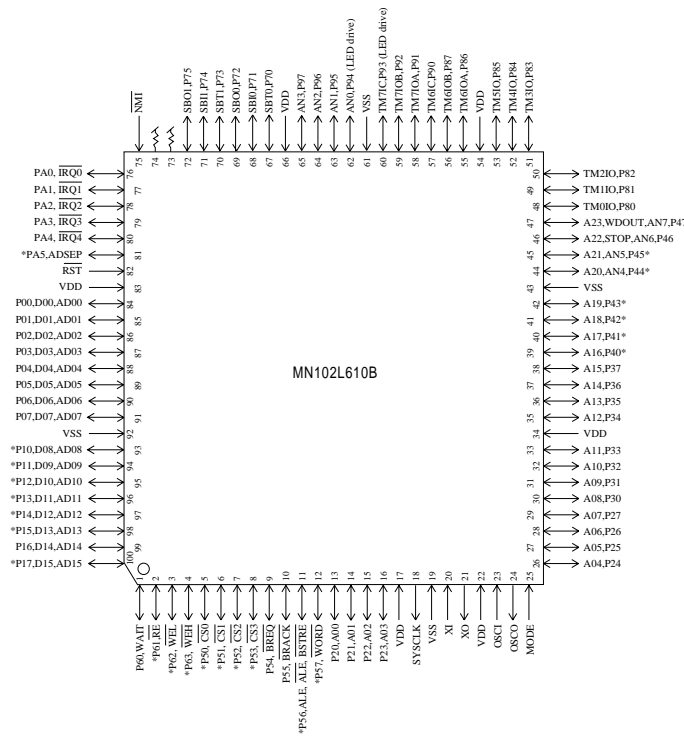 NMI
SBO1,P75
SBI1,P74
SBT1,P73
SBO0,P72
SBI0,P71
SBT0,P70
VDD
AN3,P97
AN2,P96
AN1,P95
AN0,P94 (LED drive)
VSS
TM7IC,P93 (LED drive)
TM7IOB,P92
TM7IOA,P91
TM6IC,P90
TM6IOB,P87
TM6IOA,P86
VDD
TM5IO,P85
TM4IO,P84
TM3IO,P83
75
74
73
72
71
70
69
68
67
66
65
64
63
62
61
60
59
58
57
56
55
54
53
52
51
PA0, IRQ0 76
PA1, IRQ1 77
PA2, IRQ2 78
PA3, IRQ3 79
PA4, IRQ4 80
*PA5,ADSEP 81
RST 82
VDD 83
P00,D00,AD00 84
P01,D01,AD01 85
P02,D02,AD02 86
P03,D03,AD03 87
P04,D04,AD04 88
P05,D05,AD05 89
P06,D06,AD06 90
P07,D07,AD07 91
VSS 92
*P10,D08,AD08 93
*P11,D09,AD09 94
*P12,D10,AD10 95
*P13,D11,AD11 96
*P14,D12,AD12 97
*P15,D13,AD13 98
P16,D14,AD14 99
*P17,D15,AD15 100
MN102L610B
50 TM2IO,P82
49 TM1IO,P81
48 TM0IO,P80
47 A23,WDOUT,AN7,P47
46 A22,STOP,AN6,P46
45 A21,AN5,P45*
44 A20,AN4,P44*
43 VSS
42 A19,P43*
41 A18,P42*
40 A17,P41*
39 A16,P40*
38 A15,P37
37 A14,P36
36 A13,P35
35 A12,P34
34 VDD
33 A11,P33
32 A10,P32
31 A09,P31
30 A08,P30
29 A07,P27
28 A06,P26
27 A05,P25
26 A04,P24
1
2
3
4
5
6
7
8
9
10
11
12
13
14
15
16
17
18
19
20
21
22
23
24
25
P60,WAIT
*P61,RE
*P62, WEL
*P63, WEH
*P50, CS0
*P51, CS1
*P52, CS2
*P53, CS3
P54, BREQ
P55, BRACK
*P56,ALE, ALE, BSTRE
*P57, WORD
P20,A00
P21,A01
P22,A02
P23,A03
VDD
SYSCLK
VSS
XI
XO
VDD
OSCI
OSCO
MODE